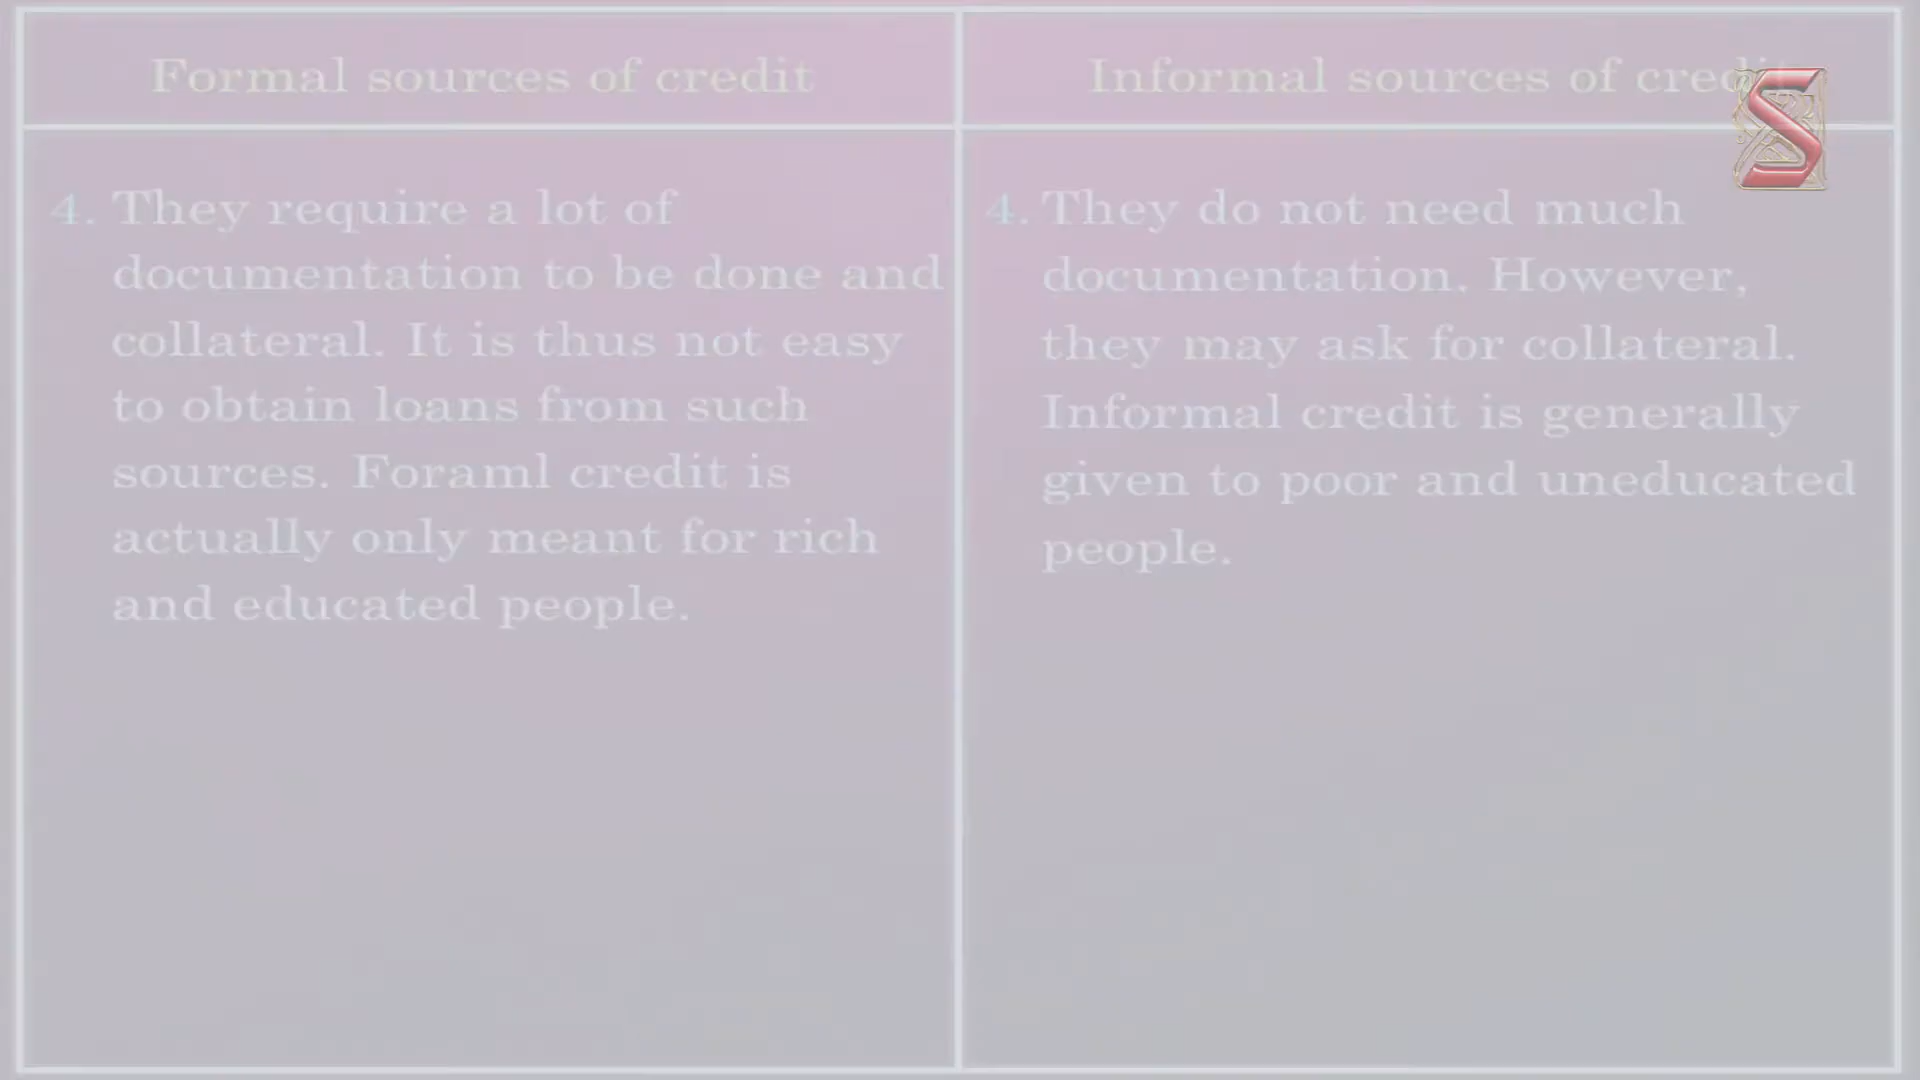 Formal sources of credit
Informal sources of credit
4. They require a lot of
documentation to be done and
collateral. It is thus not easy
to obtain loans from such
sources. Foraml credit is
actually only meant for rich
and educated people.
4. They do not need much
documentation. However,
they may ask for collateral.
Informal credit is generally
given to poor and uneducated
people.
S